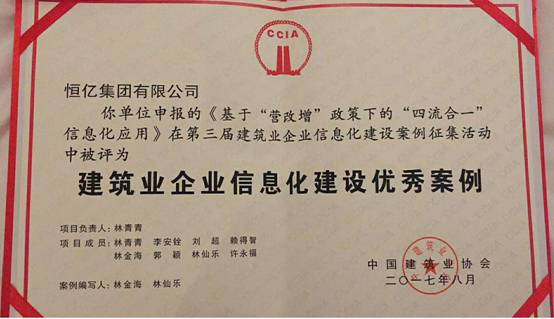 CCIA
恒亿集团有限公司
你单位申报的《基于“营改增”政策下的“四流合一”
信息化应用》在第三届建筑业企业信息化建设案例征集活动
中被评为
建筑业企业信息化建设优秀案例
项目负责人：林青青
项目成员：林青青 李安铨 刘超 赖得智
林金海 郭颖 林仙乐 许永福
案例编写人：林金海 林仙乐
中国建筑业协会
二〇一七年八月